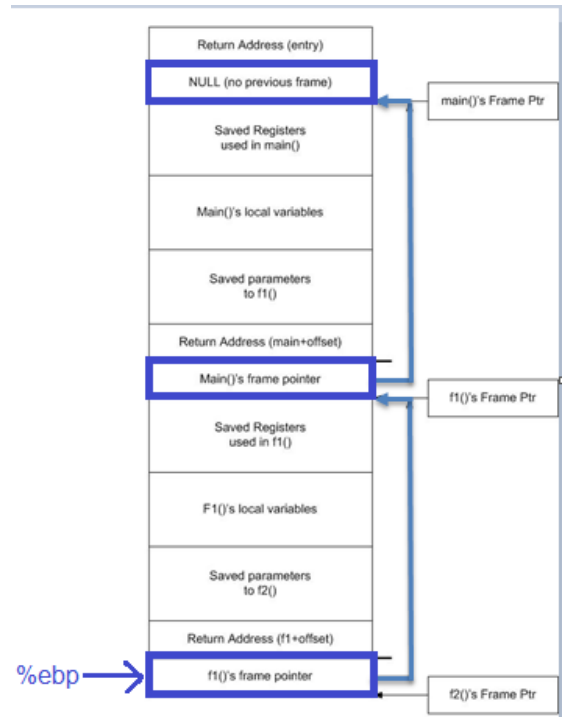 Return Address (entry)
NULL (no previous frame)
main()'s Frame Ptr
Saved Registers
used in main()
Main()'s local variables
Saved parameters
to f1()
Return Address (main+offset)
Main()'s frame pointer
f1()'s Frame Ptr
Saved Registers
used in f1()
F1()'s local variables
Saved parameters
to f2()
Return Address (f1+offset)
%ebp
f1()'s frame pointer
f2()'s Frame Ptr